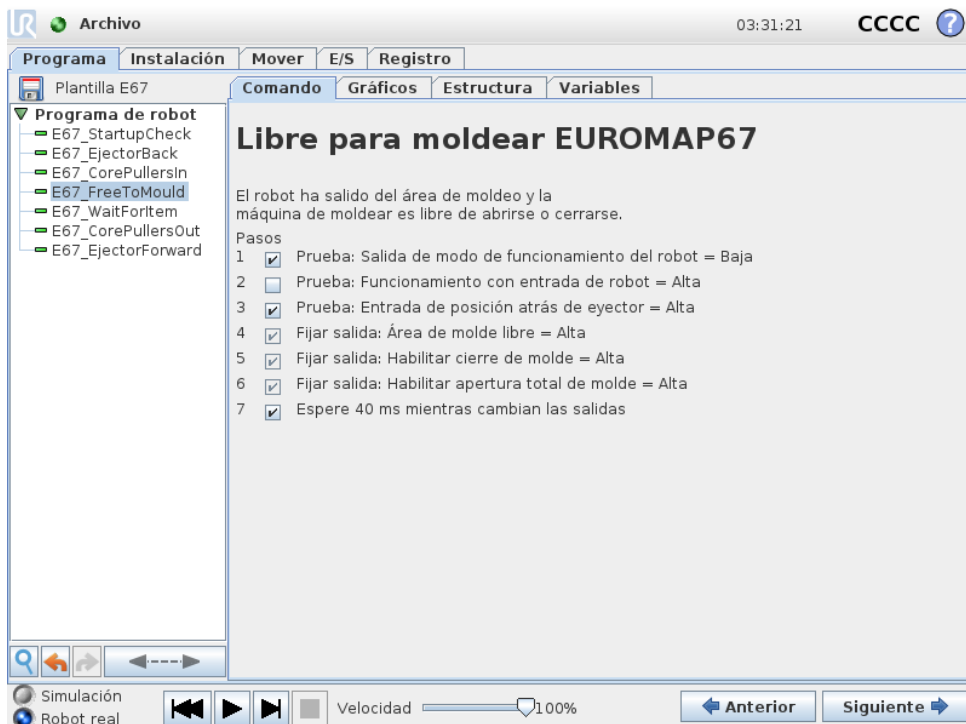 UR Archivo 03:31:21 CCCC ?
Programa Instalación Mover E/S Registro
Plantilla E67
Comando Gráficos Estructura Variables
Programa de robot
E67_StartupCheck
E67_EjectorBack
E67_CorePullersIn
E67_FreeToMould
E67_WaitForItem
E67_CorePullersOut
E67_EjectorForward
Libre para moldear EUROMAP67
El robot ha salido del área de moldeo y la
máquina de moldear es libre de abrirse o cerrarse.
Pasos
1 Prueba: Salida de modo de funcionamiento del robot = Baja
2 Prueba: Funcionamiento con entrada de robot = Alta
3 Prueba: Entrada de posición atrás de eyector = Alta
4 Fijar salida: Área de molde libre = Alta
5 Fijar salida: Habilitar cierre de molde = Alta
6 Fijar salida: Habilitar apertura total de molde = Alta
7 Espere 40 ms mientras cambian las salidas
Simulación
Robot real
Velocidad 100%
Anterior Siguiente